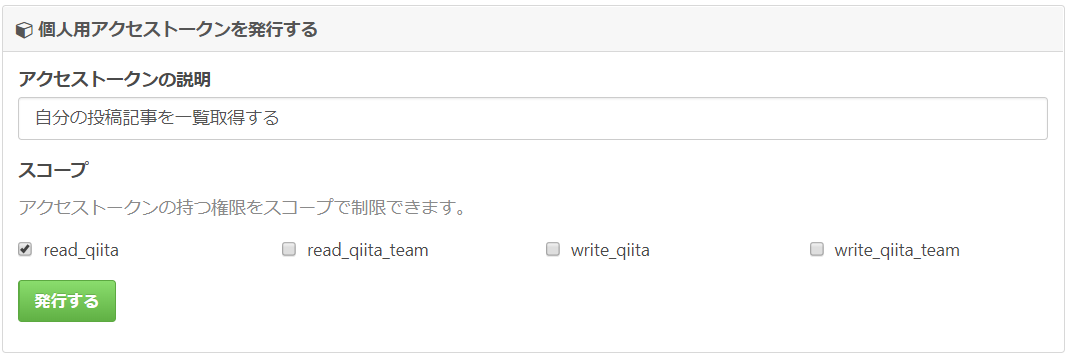 個人用アクセストークンを発行する
アクセストークンの説明
自分の投稿記事を一覧取得する
スコープ
アクセストークンの持つ権限をスコープで制限できます。
read_qiita read_qiita_team write_qiita write_qiita_team
発行する